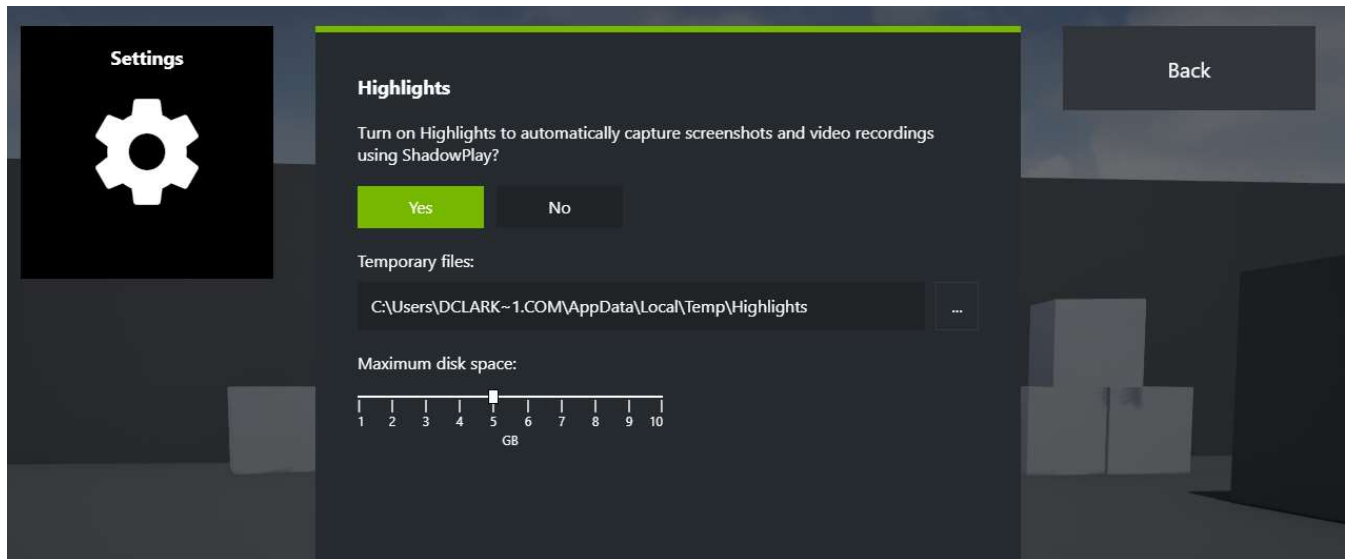 Settings
Back
Highlights
Turn on Highlights to automatically capture screenshots and video recordings
using ShadowPlay?
Yes No
Temporary files:
C:\Users\DCLARK~1.COM\AppData\Local\Temp\Highlights ...
Maximum disk space:
1 2 3 4 5 6 7 8 9 10
GB